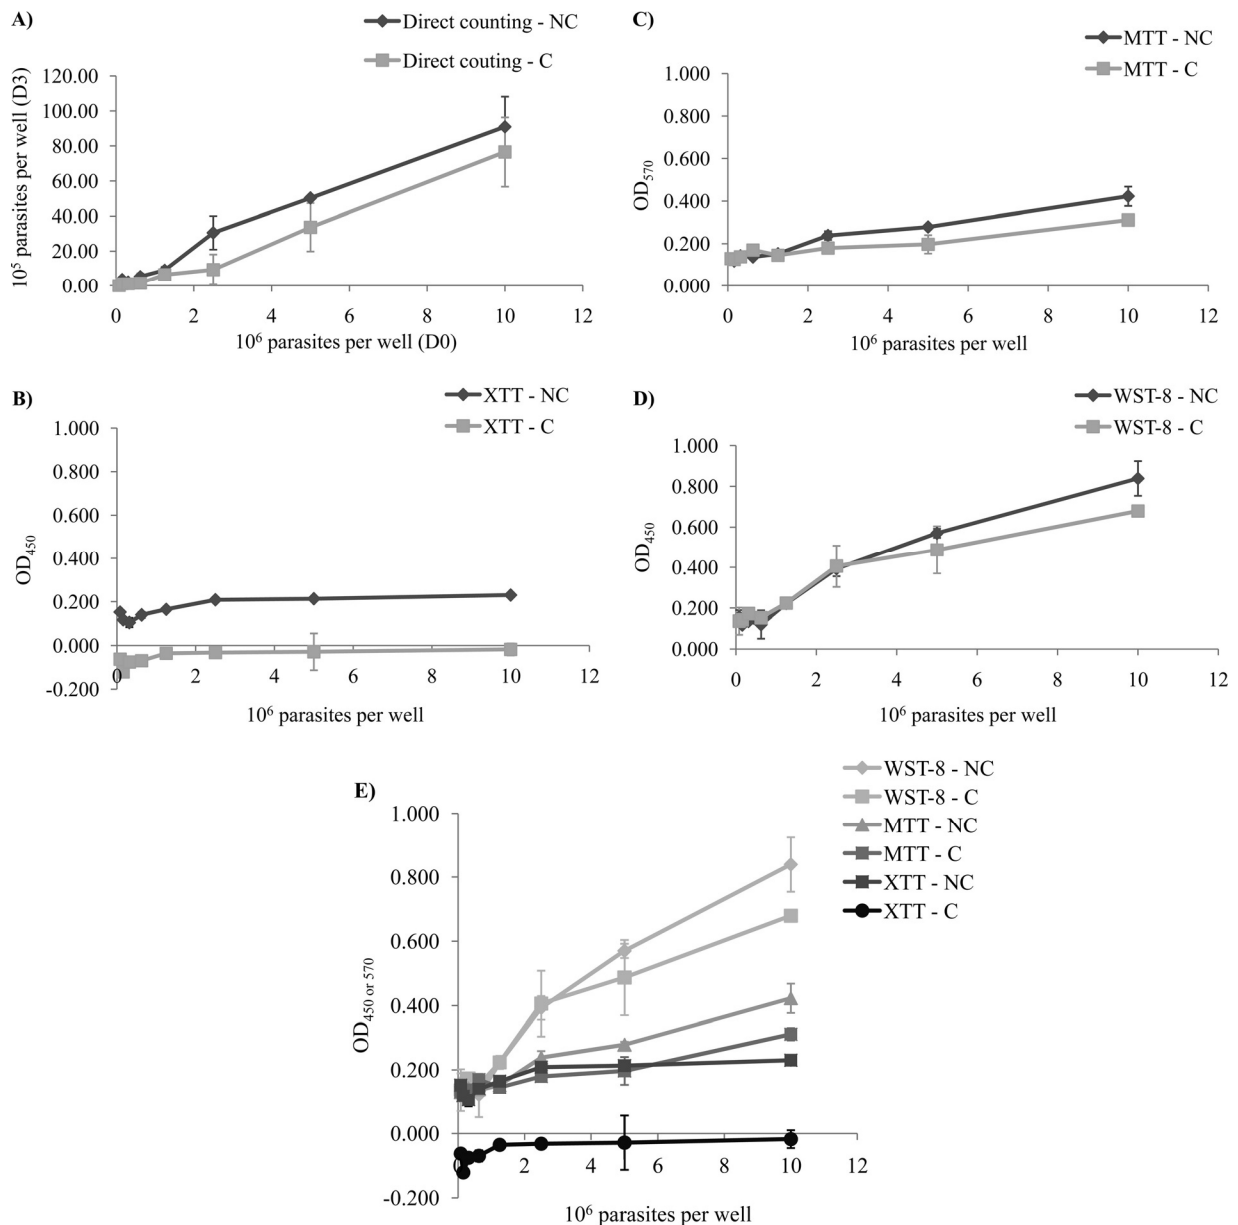 A)
Direct counting - NC
Direct couting - C
120.00
100.00
80.00
60.00
40.00
20.00
0.00
10⁵ parasites per well (D3)
0 2 4 6 8 10 12
10⁶ parasites per well (D0)
C)
MTT - NC
MTT - C
1.000
0.800
0.600
0.400
0.200
0.000
OD₅₇₀
0 2 4 6 8 10 12
10⁶ parasites per well
B)
XTT - NC
XTT - C
1.000
0.800
0.600
0.400
0.200
0.000
-0.200
OD₄₅₀
0 2 4 6 8 10 12
10⁶ parasites per well
D)
WST-8 - NC
WST-8 - C
1.000
0.800
0.600
0.400
0.200
0.000
OD₄₅₀
0 2 4 6 8 10 12
10⁶ parasites per well
E)
WST-8 - NC
WST-8 - C
MTT - NC
MTT - C
XTT - NC
XTT - C
1.000
0.800
0.600
0.400
0.200
0.000
-0.200
OD₄₅₀ ₒᵣ ₅₇₀
0 2 4 6 8 10 12
10⁶ parasites per well